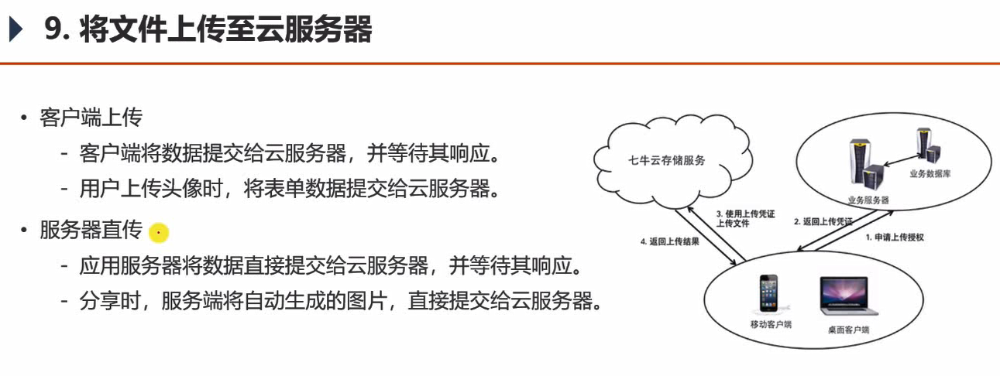 9. 将文件上传至云服务器
• 客户端上传
- 客户端将数据提交给云服务器，并等待其响应。
- 用户上传头像时，将表单数据提交给云服务器。
• 服务器直传
- 应用服务器将数据直接提交给云服务器，并等待其响应。
- 分享时，服务端将自动生成的图片，直接提交给云服务器。
七牛云存储服务
业务数据库
业务服务器
3. 使用上传凭证
上传文件
2. 返回上传凭证
1. 申请上传授权
4. 返回上传结果
移动客户端
桌面客户端